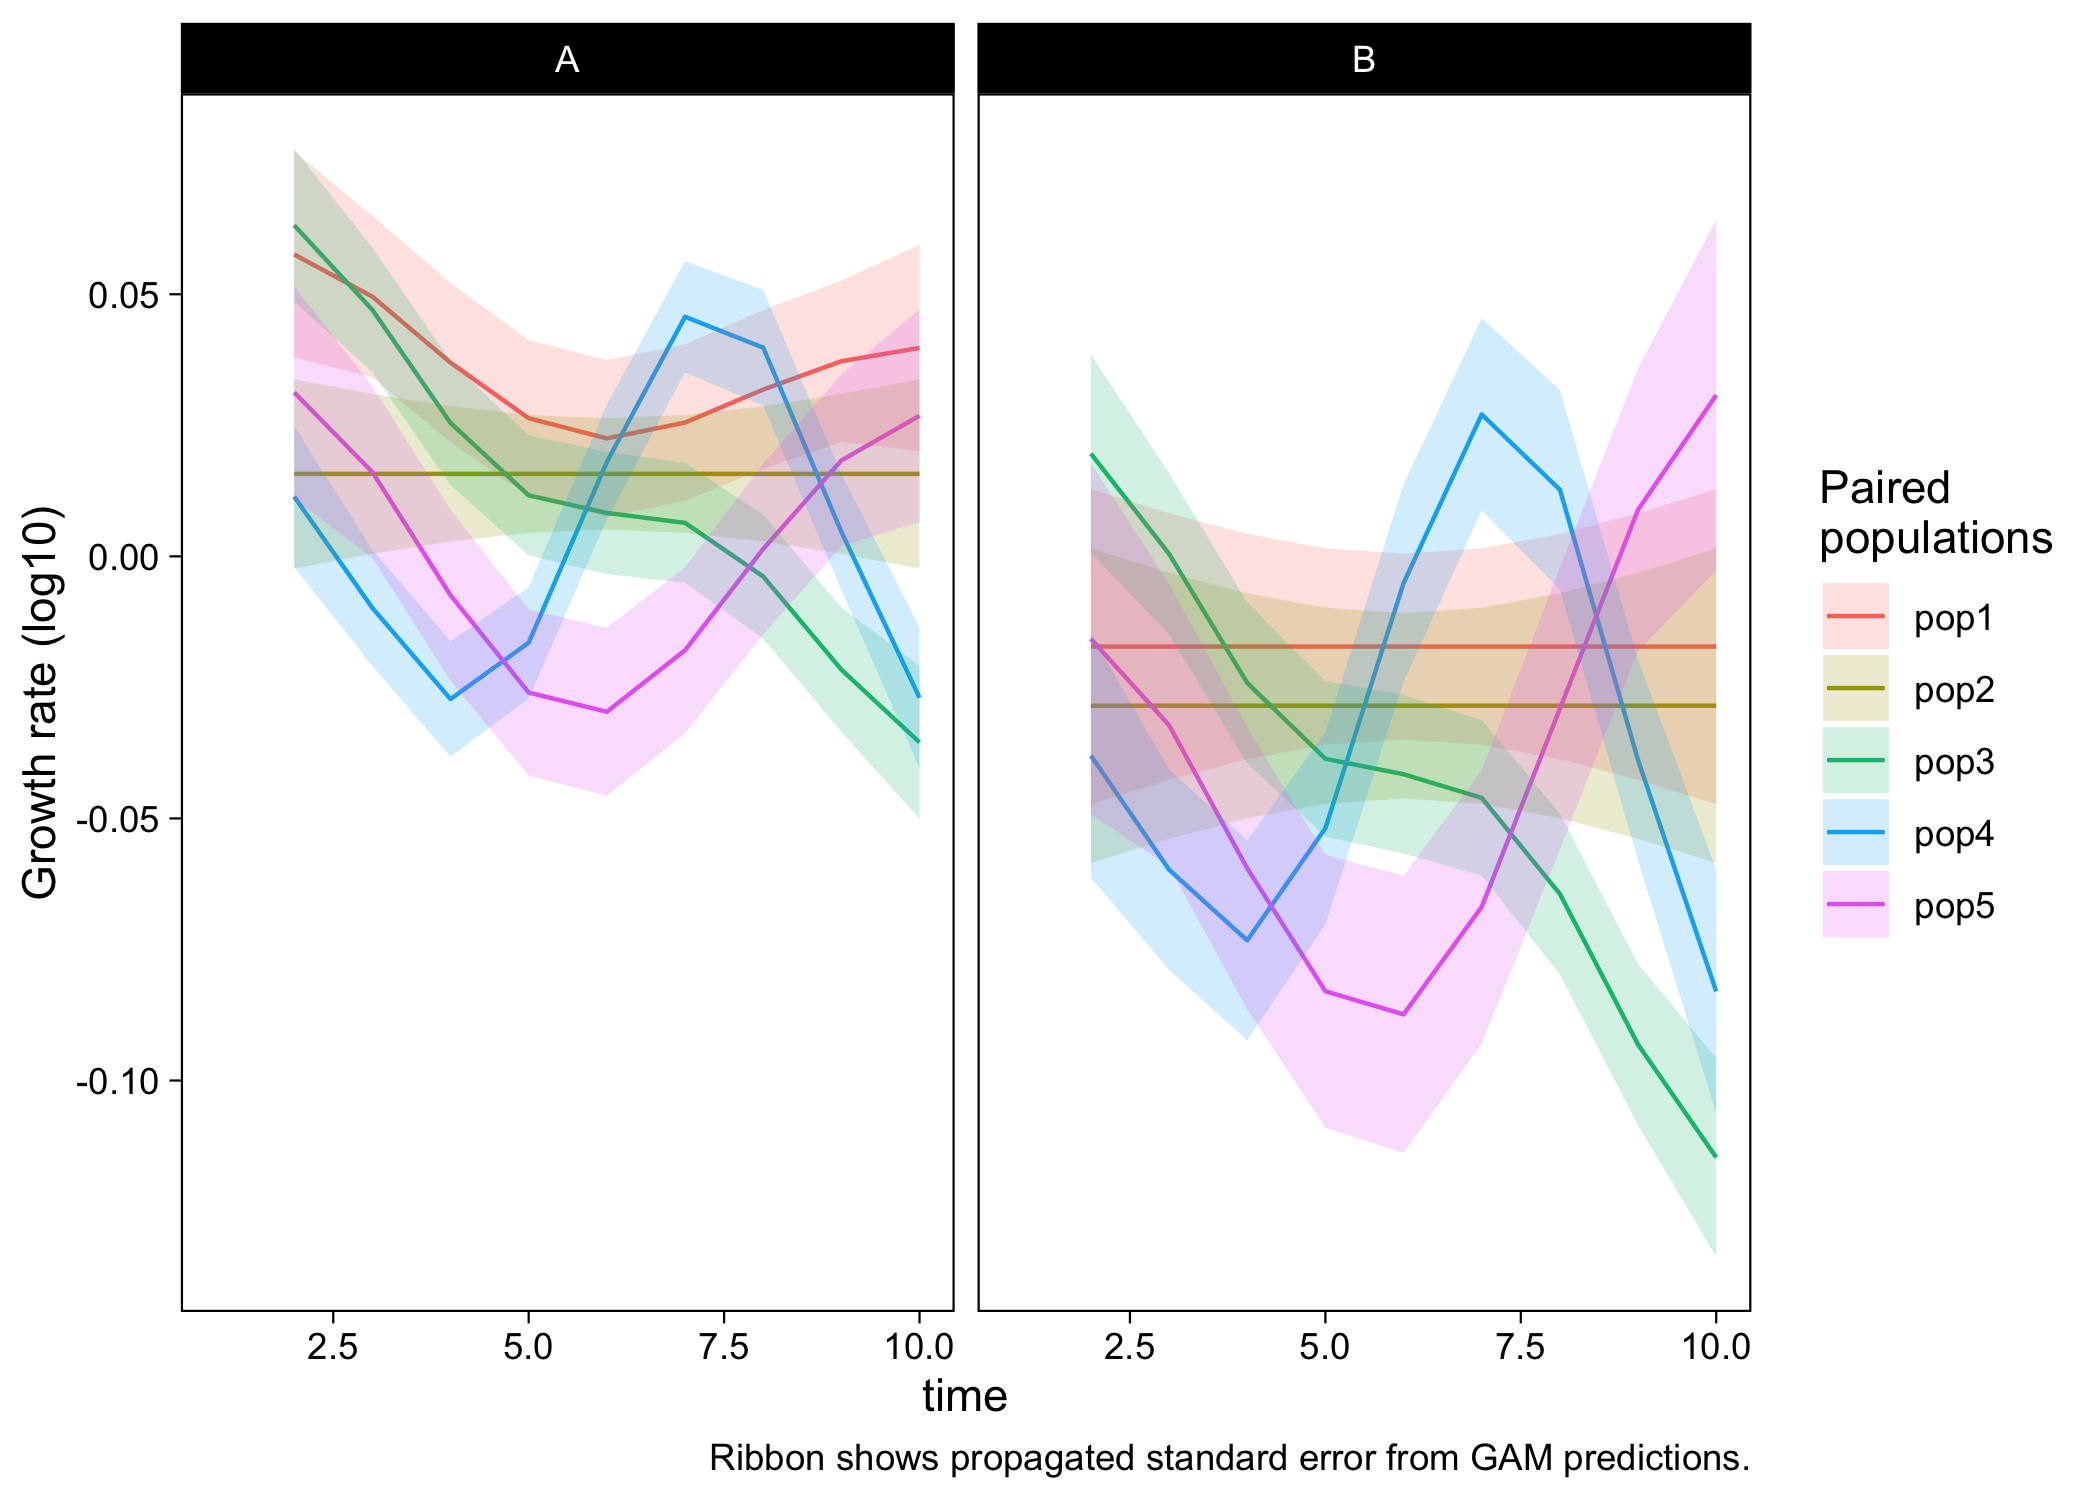 A
B
Growth rate (log10)
0.05
0.00
-0.05
-0.10
2.5
5.0
7.5
10.0
2.5
5.0
7.5
10.0
time
Paired
populations
pop1
pop2
pop3
pop4
pop5
Ribbon shows propagated standard error from GAM predictions.